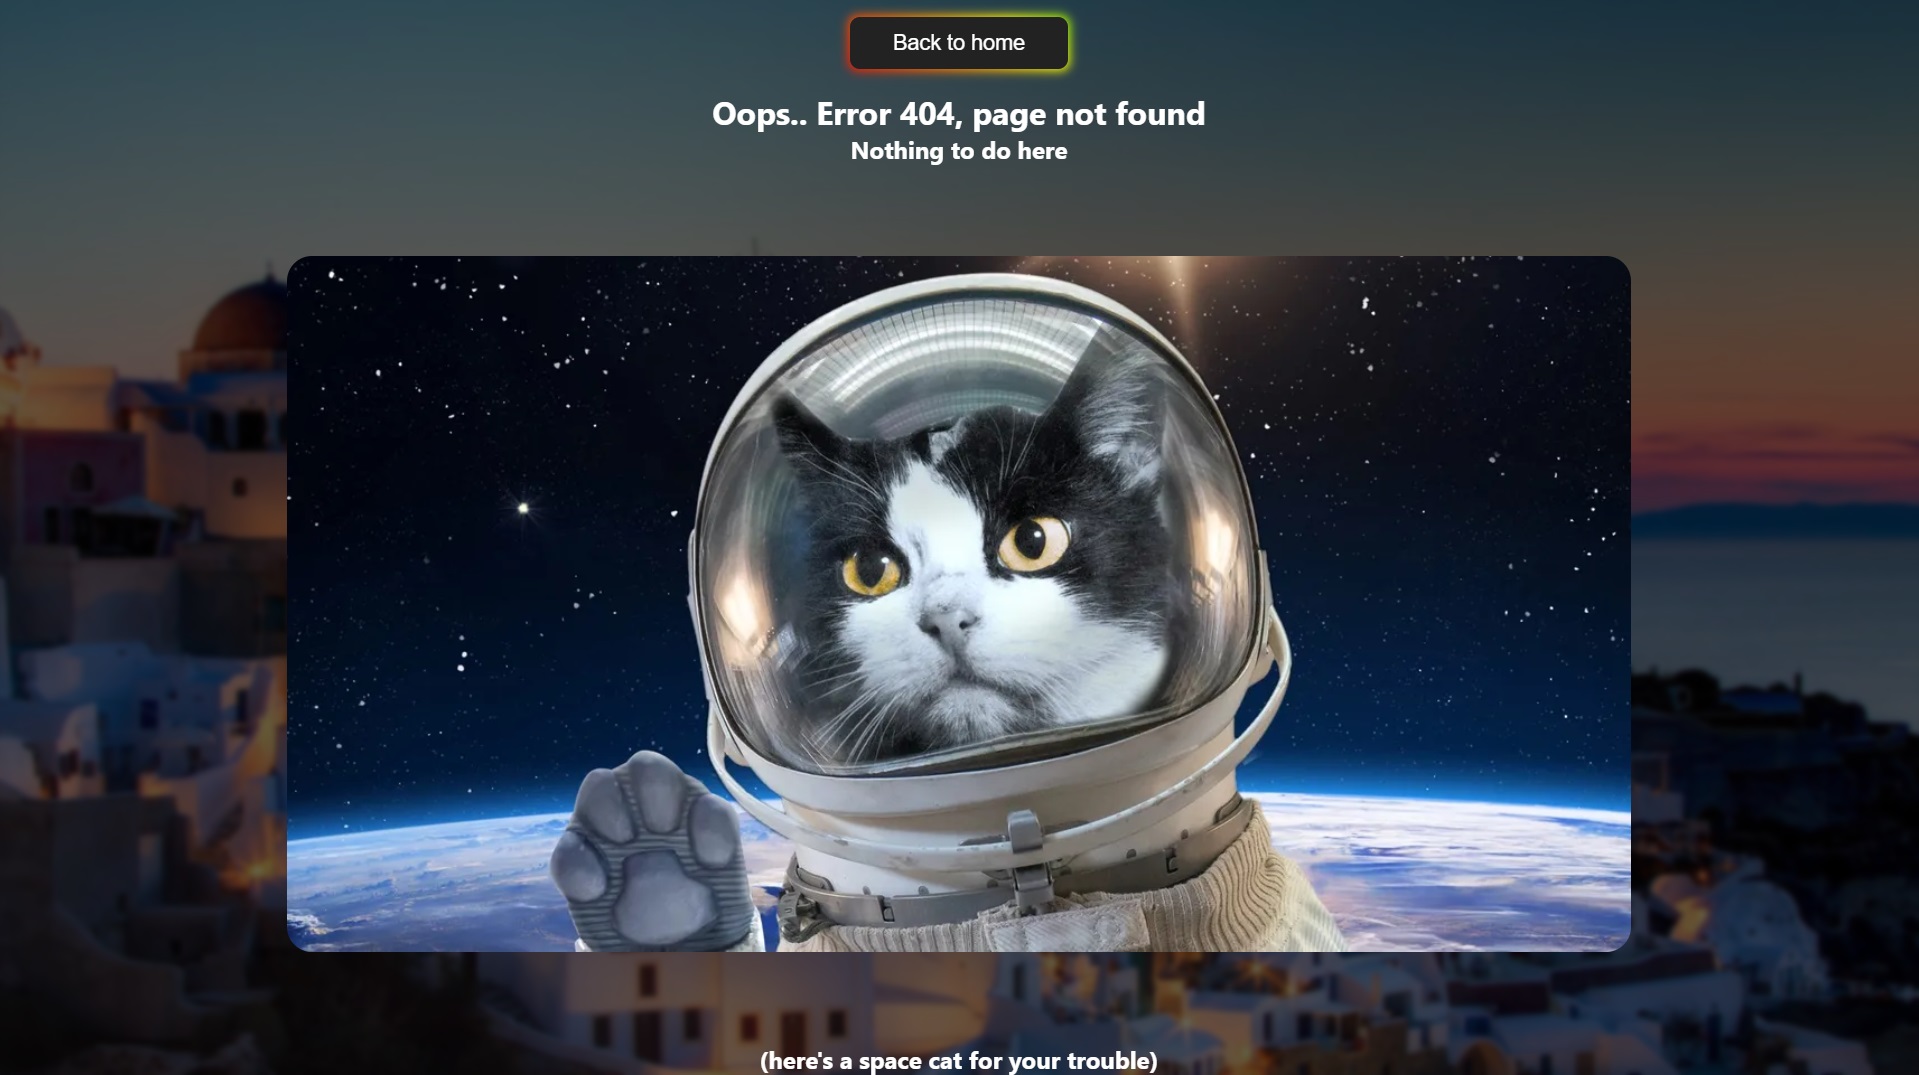 Back to home
Oops.. Error 404, page not found
Nothing to do here
(here's a space cat for your trouble)